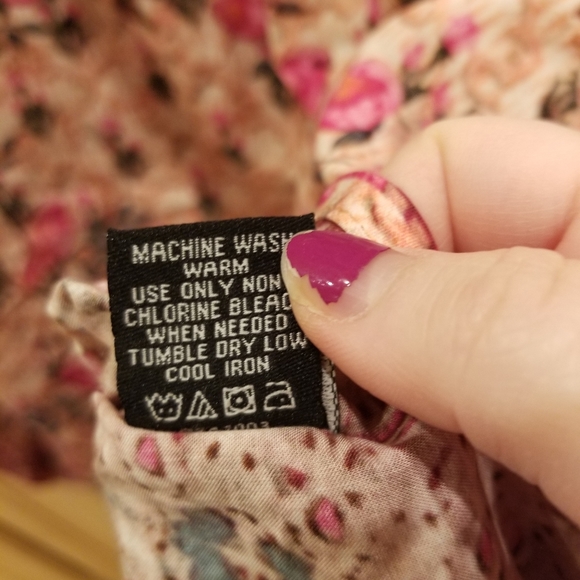 MACHINE WASH
WARM
USE ONLY NON
CHLORINE BLEAC
WHEN NEEDED
TUMBLE DRY LOW
COOL IRON